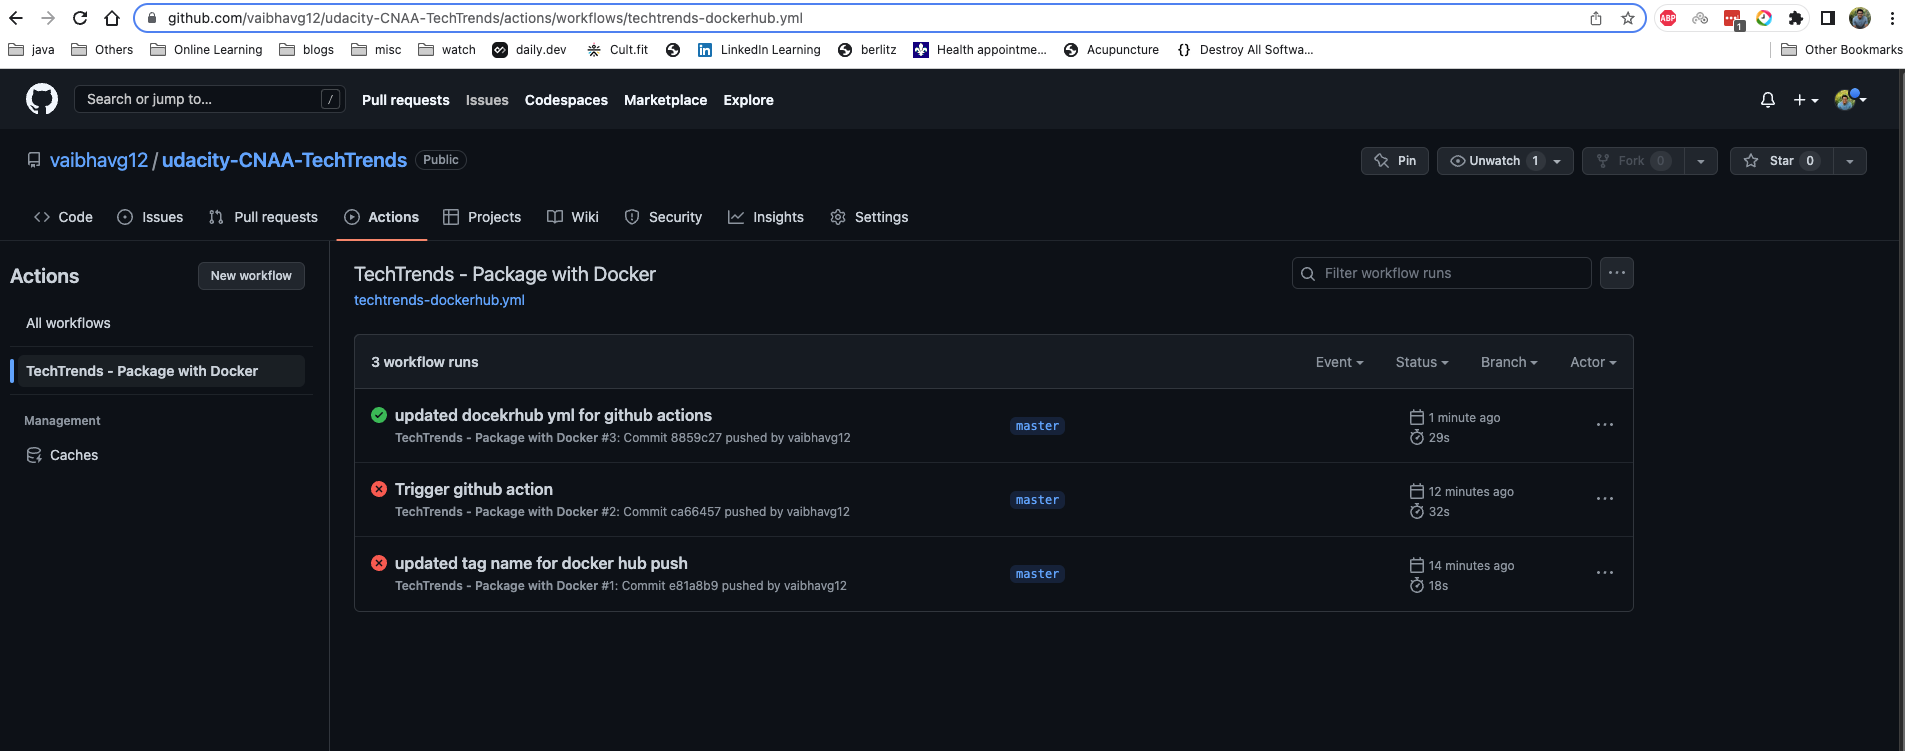 github.com/vaibhavg12/udacity-CNAA-TechTrends/actions/workflows/techtrends-dockerhub.yml
ABP
1
java Others Online Learning blogs misc watch daily.dev Cult.fit LinkedIn Learning berlitz Health appointme... Acupuncture Destroy All Softwa... Other Bookmarks
Search or jump to... / Pull requests Issues Codespaces Marketplace Explore
vaibhavg12 / udacity-CNAA-TechTrends Public Pin Unwatch 1 Fork 0 Star 0
Code Issues Pull requests Actions Projects Wiki Security Insights Settings
Actions New workflow
All workflows
TechTrends - Package with Docker
Management
Caches
TechTrends - Package with Docker
techtrends-dockerhub.yml
Filter workflow runs
3 workflow runs Event Status Branch Actor
updated docekrhub yml for github actions
TechTrends - Package with Docker #3: Commit 8859c27 pushed by vaibhavg12
master
1 minute ago
29s
Trigger github action
TechTrends - Package with Docker #2: Commit ca66457 pushed by vaibhavg12
master
12 minutes ago
32s
updated tag name for docker hub push
TechTrends - Package with Docker #1: Commit e81a8b9 pushed by vaibhavg12
master
14 minutes ago
18s